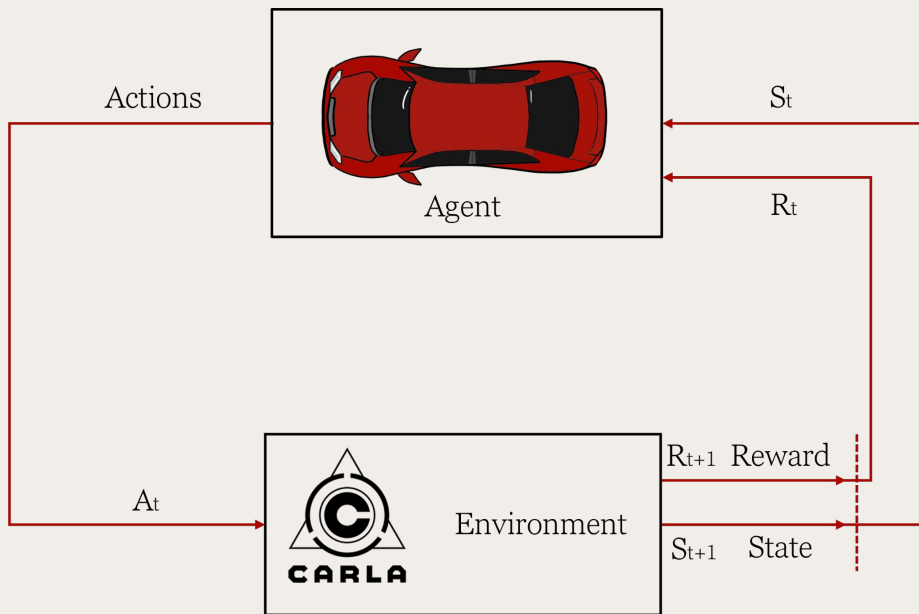 Actions
St
Agent
Rt
Rt+1 Reward
At
Environment
St+1 State
CARLA